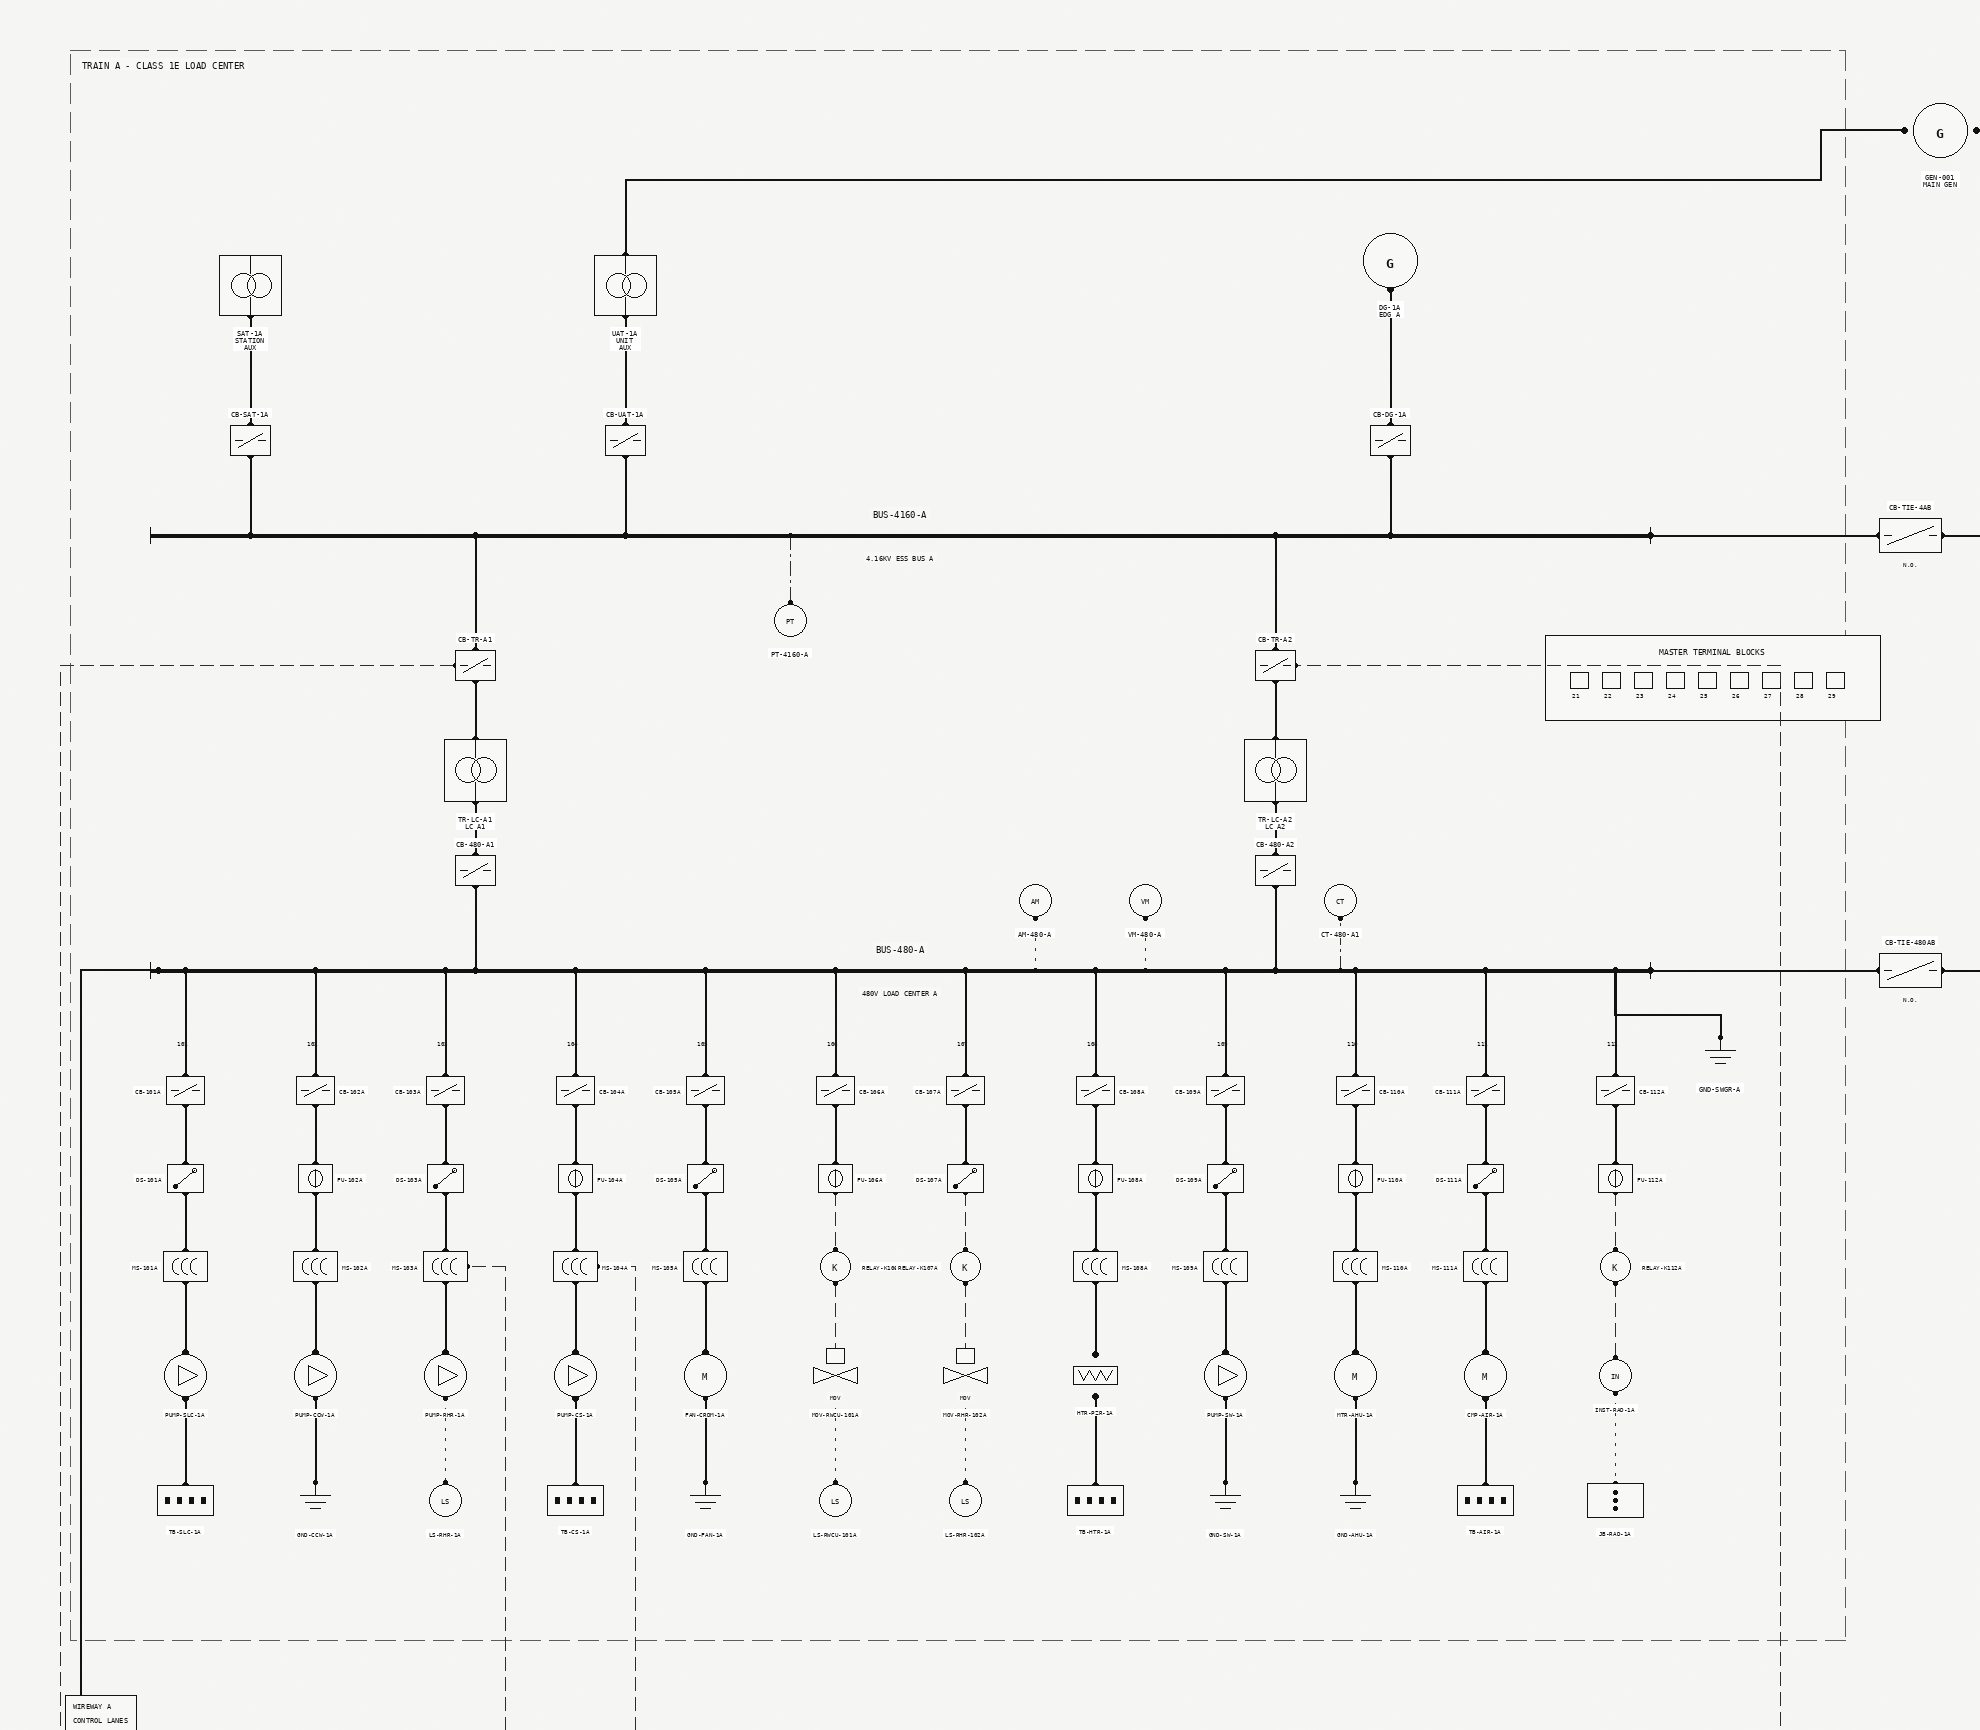 TRAIN A - CLASS 1E LOAD CENTER
G
GEN-001
MAIN GEN
G
DG-1A
EDG A
SAT-1A
STATION
AUX
UAT-1A
UNIT
AUX
CB-SAT-1A
CB-UAT-1A
CB-DG-1A
BUS-4160-A
CB-TIE-4AB
4.16KV ESS BUS A
N.O.
PT
PT-4160-A
CB-TR-A1
CB-TR-A2
MASTER TERMINAL BLOCKS
21 22 23 24 25 26 27 28 29
TR-LC-A1
LC A1
TR-LC-A2
LC A2
CB-480-A1
CB-480-A2
AM
VM
CT
AM-480-A
VM-480-A
CT-480-A1
BUS-480-A
CB-TIE-480AB
480V LOAD CENTER A
N.O.
CB-101A CB-102A CB-103A CB-104A CB-105A CB-106A CB-107A CB-108A CB-109A CB-110A CB-111A CB-112A
GND-SWGR-A
DS-101A FU-102A DS-103A FU-104A DS-105A FU-106A DS-107A FU-108A DS-109A FU-110A DS-111A FU-112A
MS-101A MS-102A MS-103A MS-104A MS-105A K RELAY-K107A K MS-108A MS-109A MS-110A MS-111A K RELAY-K112A
M M M IN
MOV MOV
PUMP-SLC-1A PUMP-CCW-1A PUMP-RHR-1A PUMP-CS-1A FAN-CRDM-1A MOV-RWCU-101A MOV-RHR-102A HTR-PZR-1A PUMP-SW-1A MTR-AHU-1A CMP-AIR-1A INST-RAD-1A
LS LS LS
TB-SLC-1A GND-CCW-1A LS-RHR-1A TB-CS-1A GND-FAN-1A LS-RWCU-101A LS-RHR-102A TB-HTR-1A GND-SW-1A GND-AHU-1A TB-AIR-1A JB-RAD-1A
WIREWAY A
CONTROL LANES